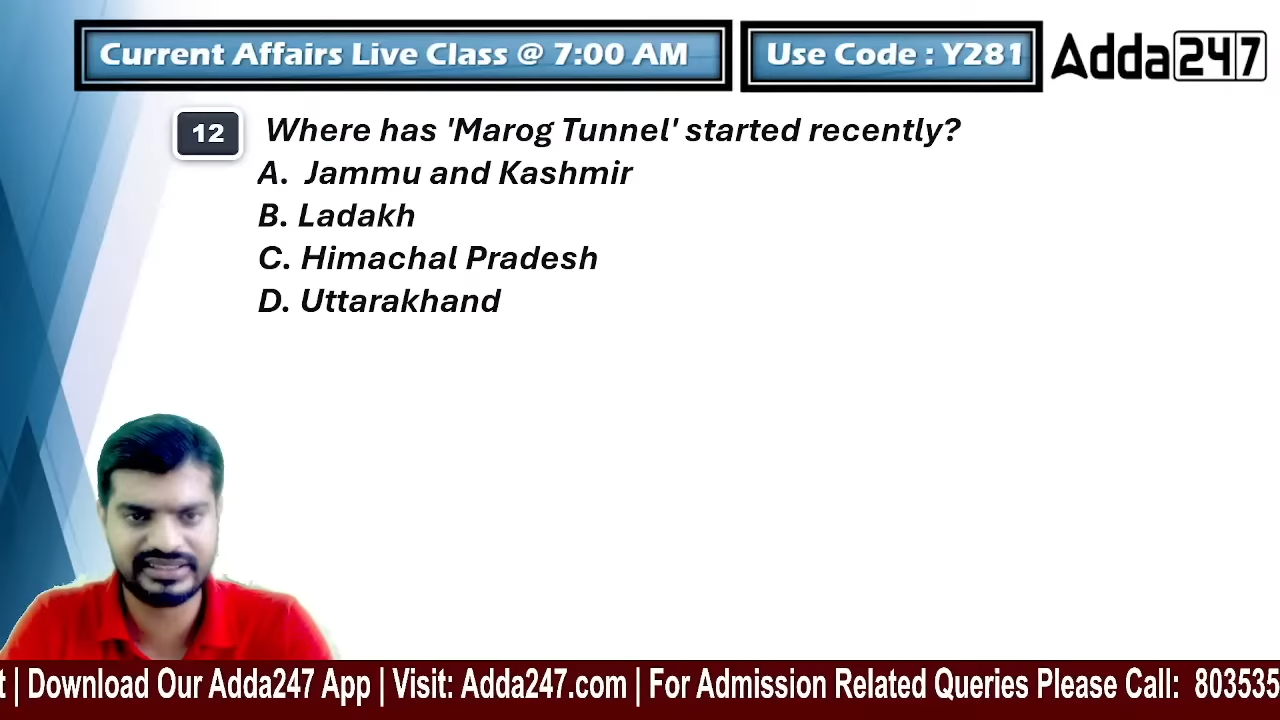 Current Affairs Live Class @ 7:00 AM
Use Code : Y281
Adda247
12
Where has 'Marog Tunnel' started recently?
A. Jammu and Kashmir
B. Ladakh
C. Himachal Pradesh
D. Uttarakhand
t | Download Our Adda247 App | Visit: Adda247.com | For Admission Related Queries Please Call: 803535